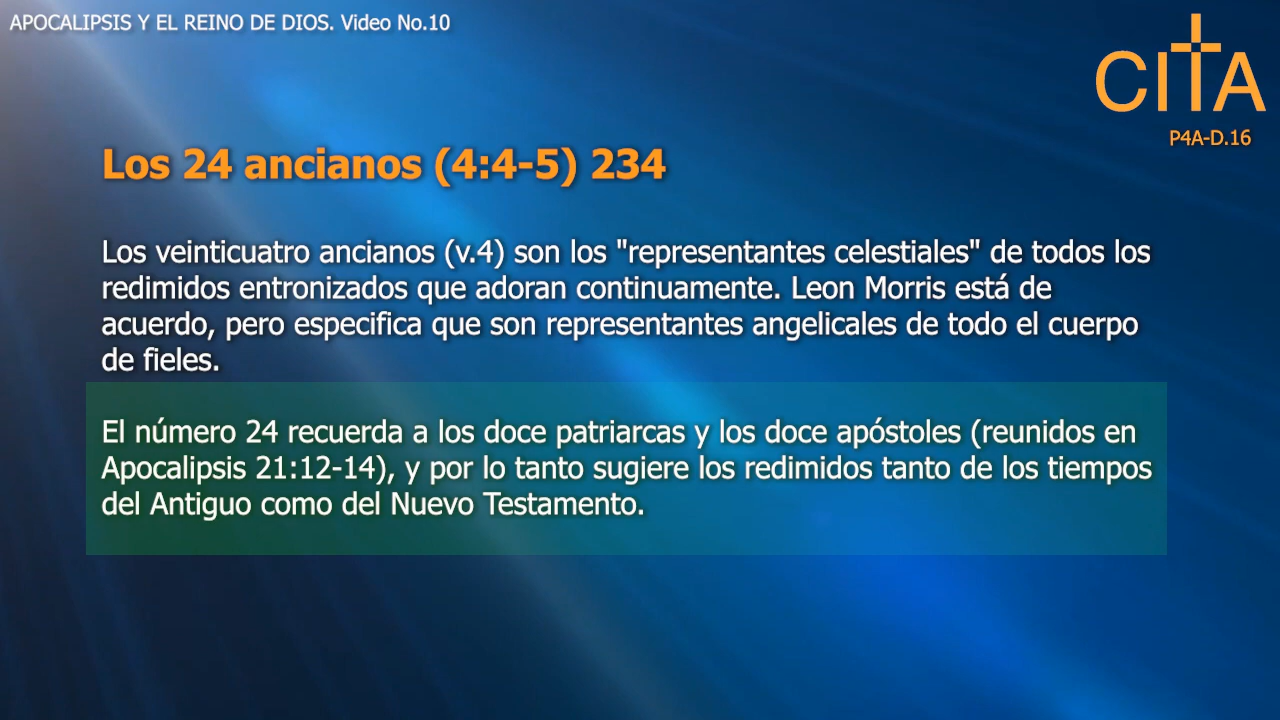 APOCALIPSIS Y EL REINO DE DIOS. Video No.10
CITA
P4A-D.16
Los 24 ancianos (4:4-5) 234
Los veinticuatro ancianos (v.4) son los "representantes celestiales" de todos los
redimidos entronizados que adoran continuamente. Leon Morris está de
acuerdo, pero especifica que son representantes angelicales de todo el cuerpo
de fieles.
El número 24 recuerda a los doce patriarcas y los doce apóstoles (reunidos en
Apocalipsis 21:12-14), y por lo tanto sugiere los redimidos tanto de los tiempos
del Antiguo como del Nuevo Testamento.